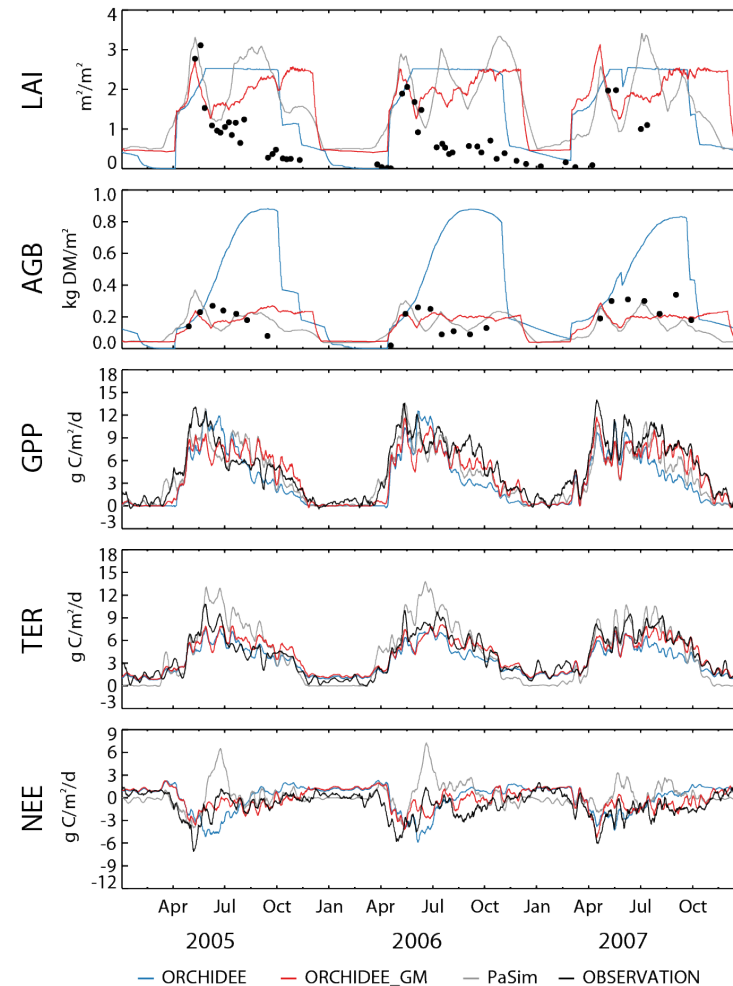 LAI
m²/m²
4
3
2
1
0
AGB
kg DM/m²
1.0
0.8
0.6
0.4
0.2
0.0
GPP
g C/m²/d
18
15
12
9
6
3
0
-3
TER
g C/m²/d
18
15
12
9
6
3
0
-3
NEE
g C/m²/d
9
6
3
0
-3
-6
-9
-12
Apr Jul Oct Jan Apr Jul Oct Jan Apr Jul Oct
2005 2006 2007
ORCHIDEE ORCHIDEE_GM PaSim OBSERVATION